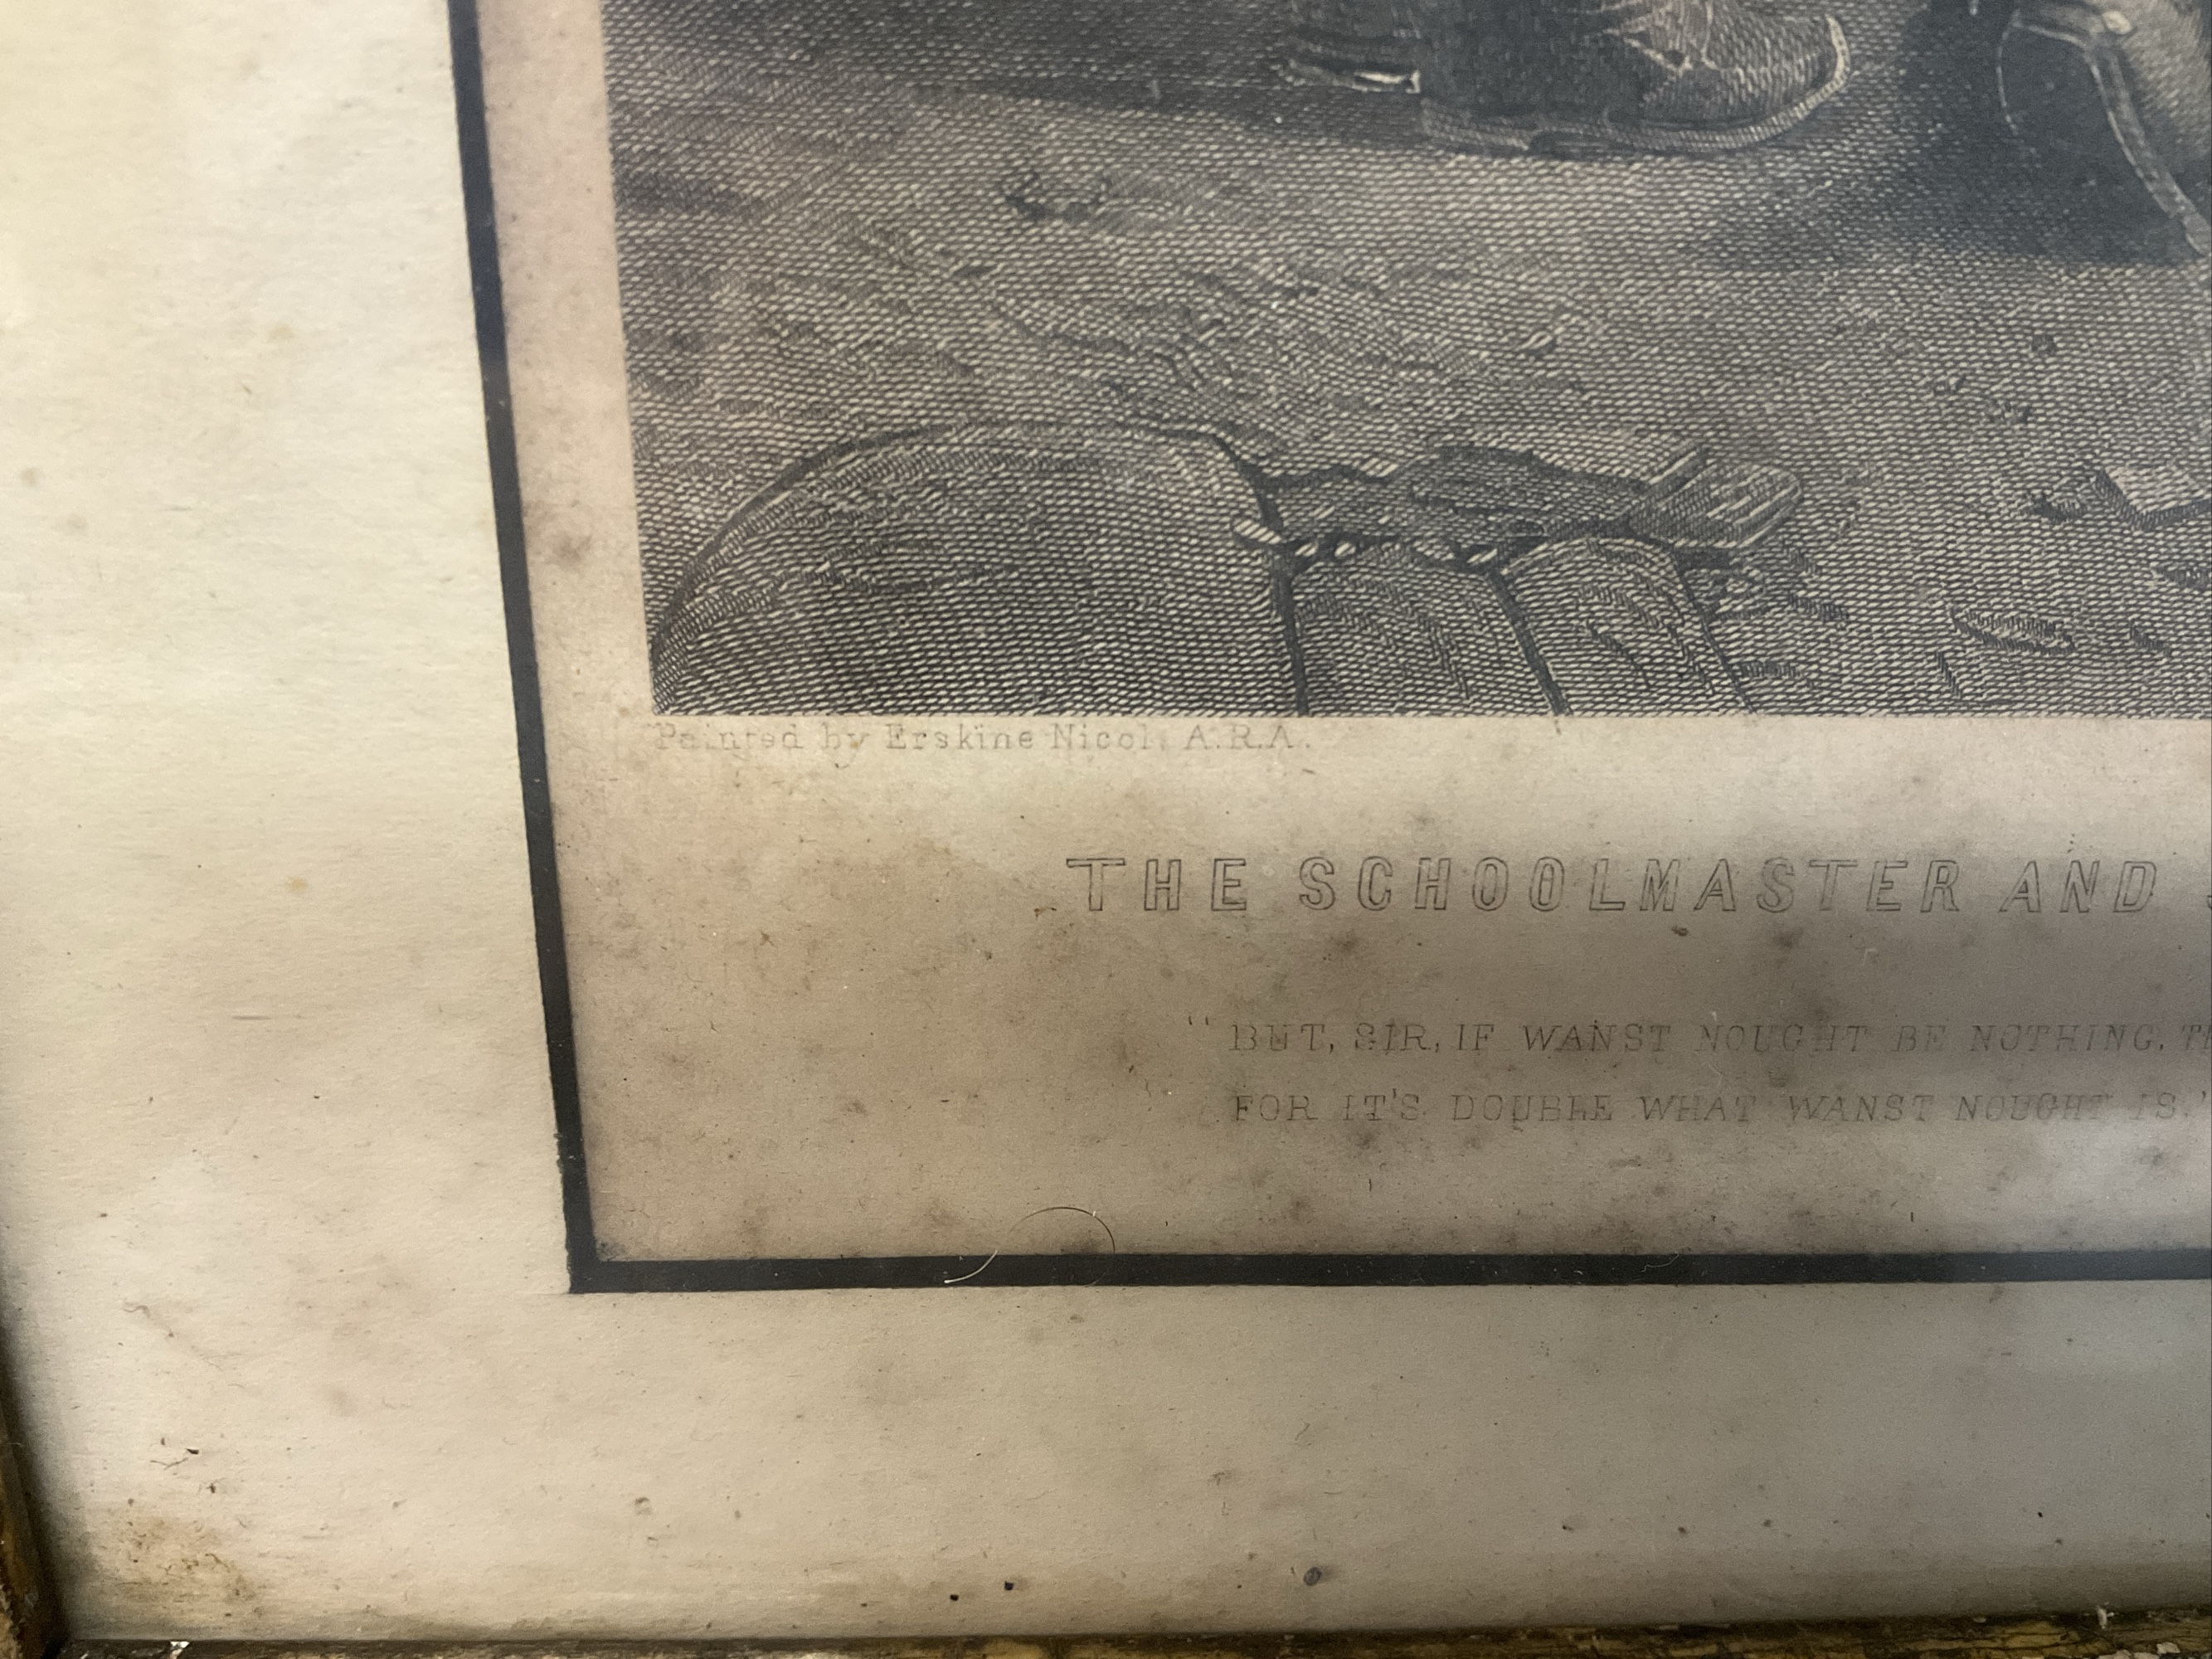 Painted by Erskine Nicol, A.R.A.
THE SCHOOLMASTER AND
"BUT, SIR, IF WANST NOUGHT BE NOTHING,
FOR IT'S DOUBLE WHAT WANST NOUGHT IS."